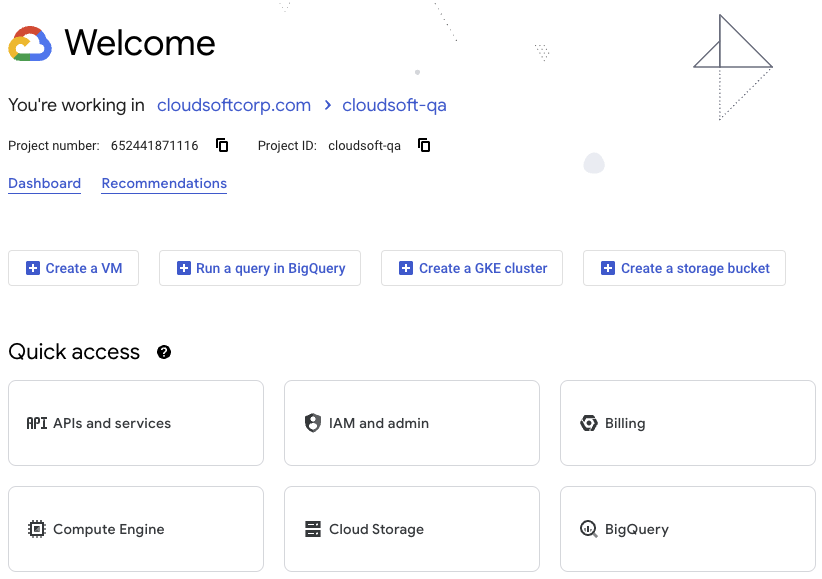 Welcome
You're working in cloudsoftcorp.com > cloudsoft-qa
Project number: 652441871116 Project ID: cloudsoft-qa
Dashboard Recommendations
Create a VM Run a query in BigQuery Create a GKE cluster Create a storage bucket
Quick access ?
API APIs and services IAM and admin Billing
Compute Engine Cloud Storage BigQuery